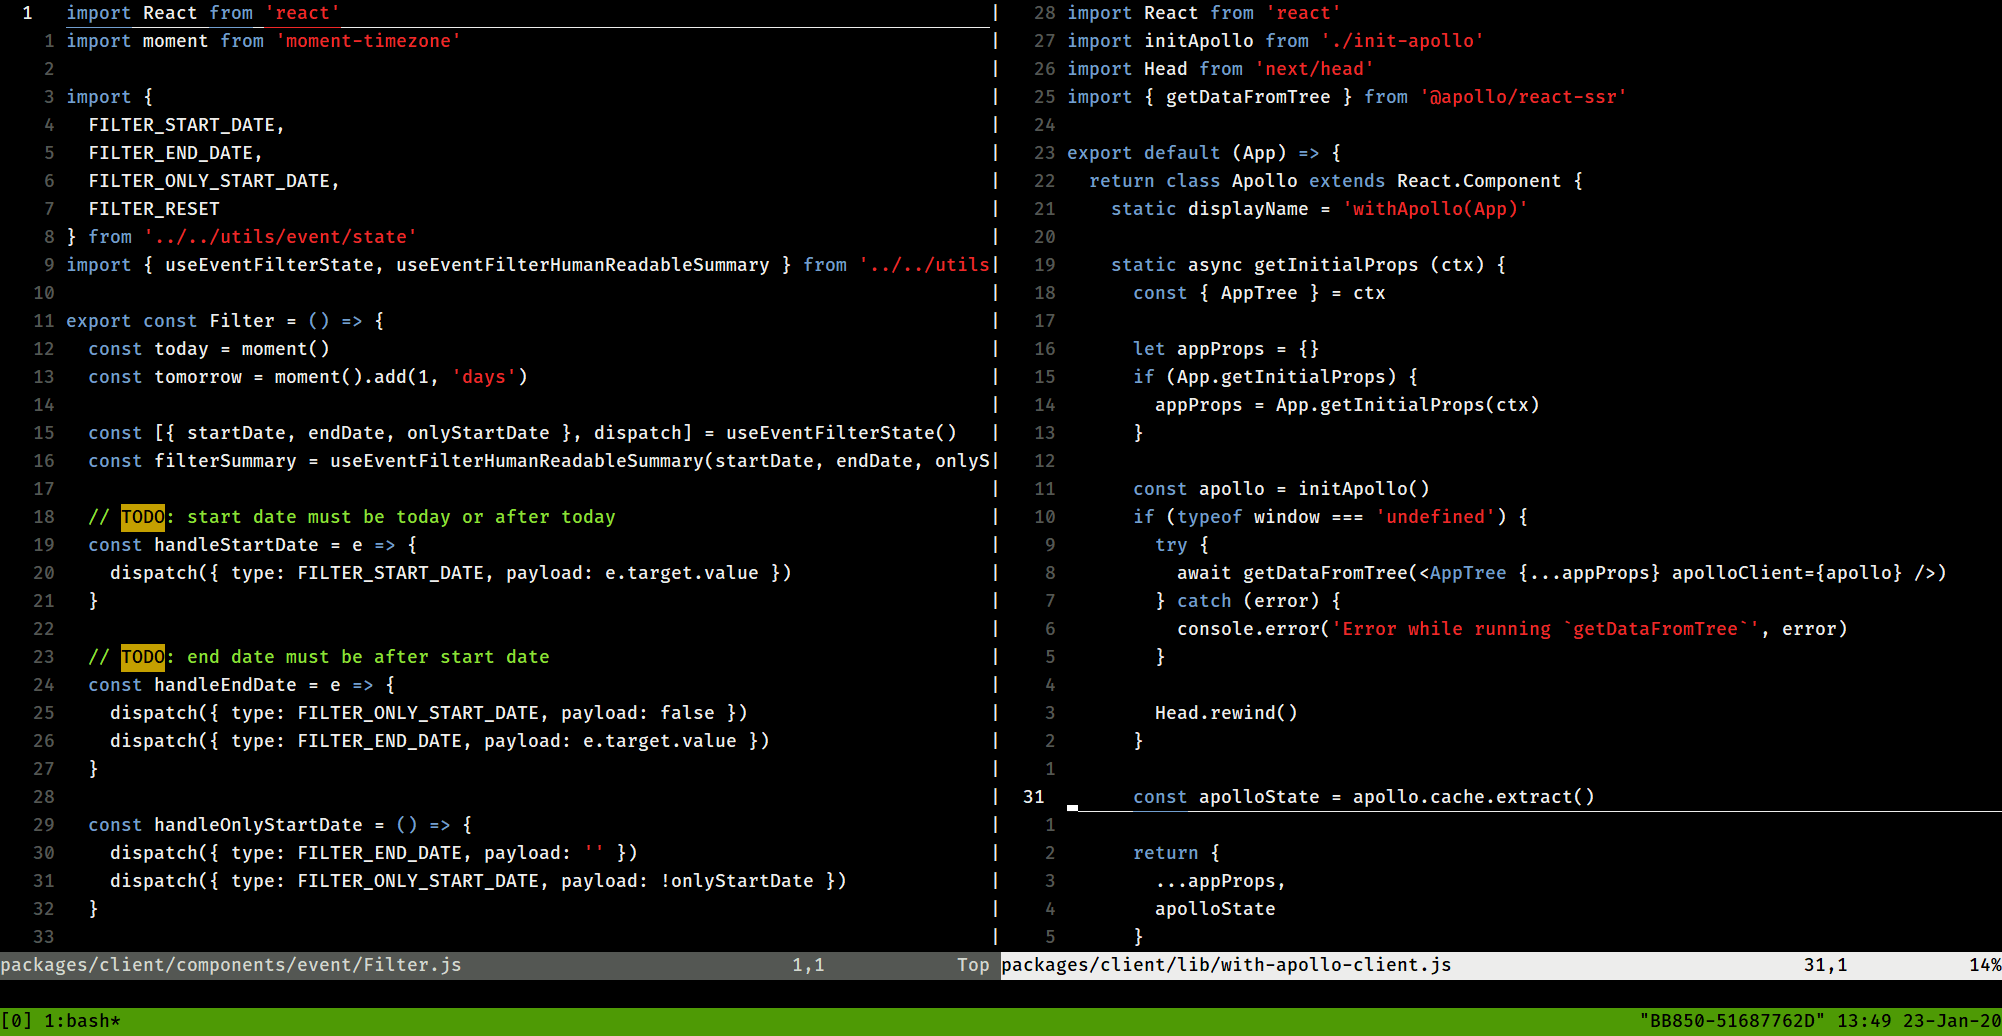 1 import React from 'react'
1 import moment from 'moment-timezone'
2
3 import {
4 FILTER_START_DATE,
5 FILTER_END_DATE,
6 FILTER_ONLY_START_DATE,
7 FILTER_RESET
8 } from '../../utils/event/state'
9 import { useEventFilterState, useEventFilterHumanReadableSummary } from '../../utils
10
11 export const Filter = () => {
12 const today = moment()
13 const tomorrow = moment().add(1, 'days')
14
15 const [{ startDate, endDate, onlyStartDate }, dispatch] = useEventFilterState()
16 const filterSummary = useEventFilterHumanReadableSummary(startDate, endDate, onlyS
17
18 // TODO: start date must be today or after today
19 const handleStartDate = e => {
20 dispatch({ type: FILTER_START_DATE, payload: e.target.value })
21 }
22
23 // TODO: end date must be after start date
24 const handleEndDate = e => {
25 dispatch({ type: FILTER_ONLY_START_DATE, payload: false })
26 dispatch({ type: FILTER_END_DATE, payload: e.target.value })
27 }
28
29 const handleOnlyStartDate = () => {
30 dispatch({ type: FILTER_END_DATE, payload: '' })
31 dispatch({ type: FILTER_ONLY_START_DATE, payload: !onlyStartDate })
32 }
33
packages/client/components/event/Filter.js 1,1 Top
28 import React from 'react'
27 import initApollo from './init-apollo'
26 import Head from 'next/head'
25 import { getDataFromTree } from '@apollo/react-ssr'
24
23 export default (App) => {
22 return class Apollo extends React.Component {
21 static displayName = 'withApollo(App)'
20
19 static async getInitialProps (ctx) {
18 const { AppTree } = ctx
17
16 let appProps = {}
15 if (App.getInitialProps) {
14 appProps = App.getInitialProps(ctx)
13 }
12
11 const apollo = initApollo()
10 if (typeof window === 'undefined') {
9 try {
8 await getDataFromTree(<AppTree {...appProps} apolloClient={apollo} />)
7 } catch (error) {
6 console.error('Error while running `getDataFromTree`', error)
5 }
4
3 Head.rewind()
2 }
1
31 const apolloState = apollo.cache.extract()
1
2 return {
3 ...appProps,
4 apolloState
5 }
packages/client/lib/with-apollo-client.js 31,1 14%
[0] 1:bash* "BB850-51687762D" 13:49 23-Jan-20